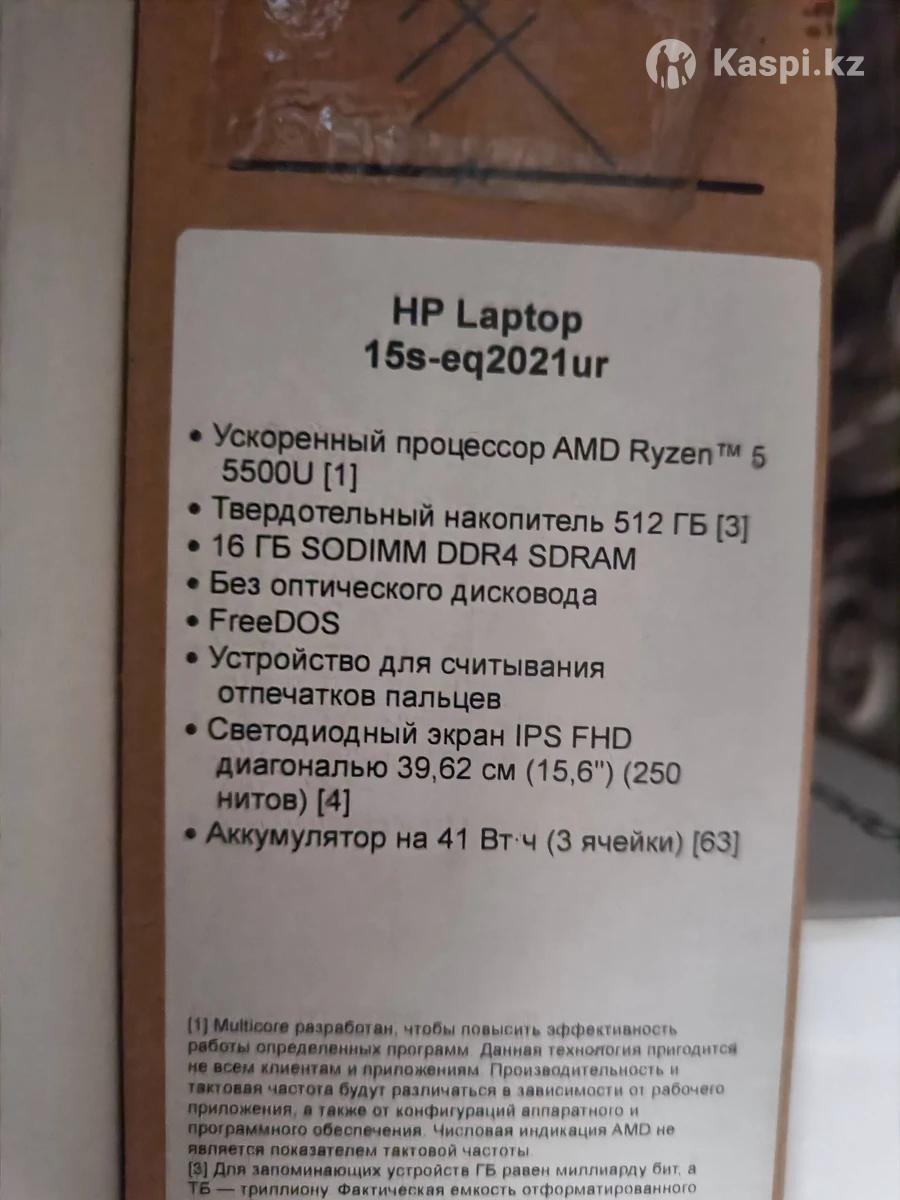 Kaspi.kz
HP Laptop
15s-eq2021ur
• Ускоренный процессор AMD Ryzen™ 5
5500U [1]
• Твердотельный накопитель 512 ГБ [3]
• 16 ГБ SODIMM DDR4 SDRAM
• Без оптического дисковода
• FreeDOS
• Устройство для считывания
отпечатков пальцев
• Светодиодный экран IPS FHD
диагональю 39,62 см (15,6") (250
нитов) [4]
• Аккумулятор на 41 Вт·ч (3 ячейки) [63]
[1] Multicore разработан, чтобы повысить эффективность
работы определенных программ. Данная технология пригодится
не всем клиентам и приложениям. Производительность и
тактовая частота будут различаться в зависимости от рабочего
приложения, а также от конфигураций аппаратного и
программного обеспечения. Числовая индикация AMD не
является показателем тактовой частоты.
[3] Для запоминающих устройств ГБ равен миллиарду бит, а
ТБ — триллиону. Фактическая емкость отформатированного